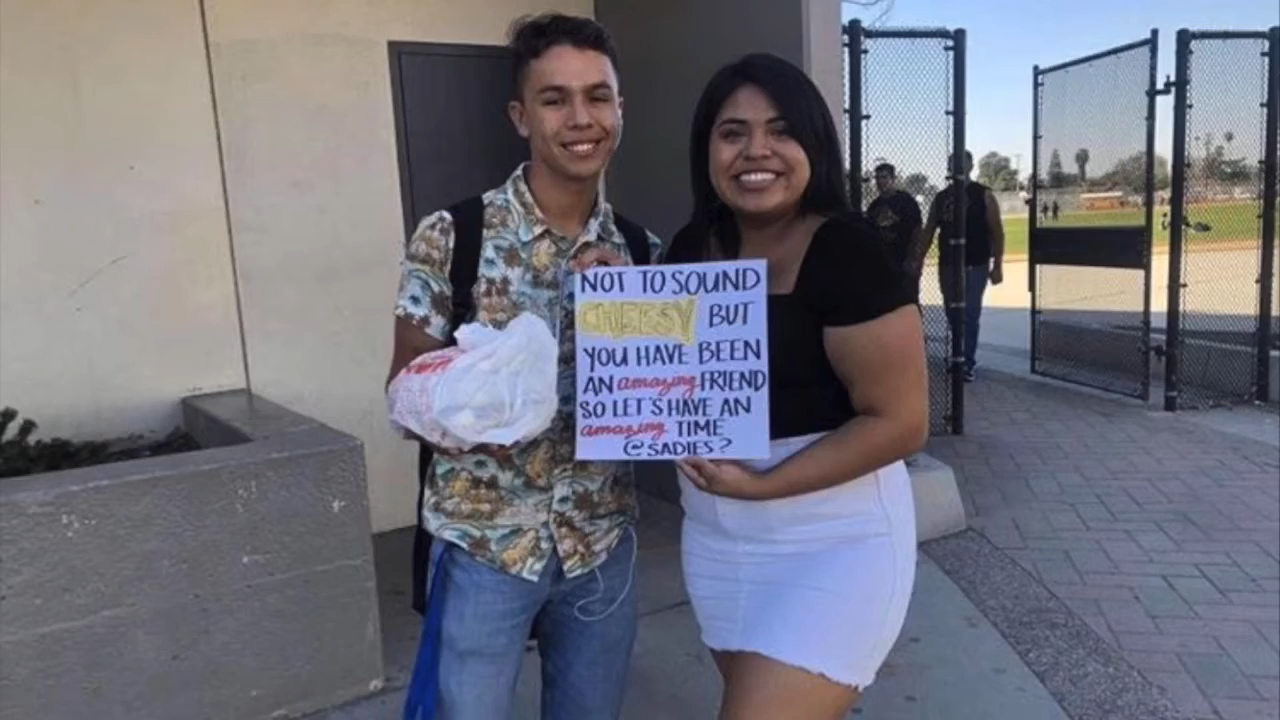 NOT TO SOUND
CHEESY BUT
YOU HAVE BEEN
AN amazing FRIEND
SO LET'S HAVE AN
amazing TIME
@ SADIES?